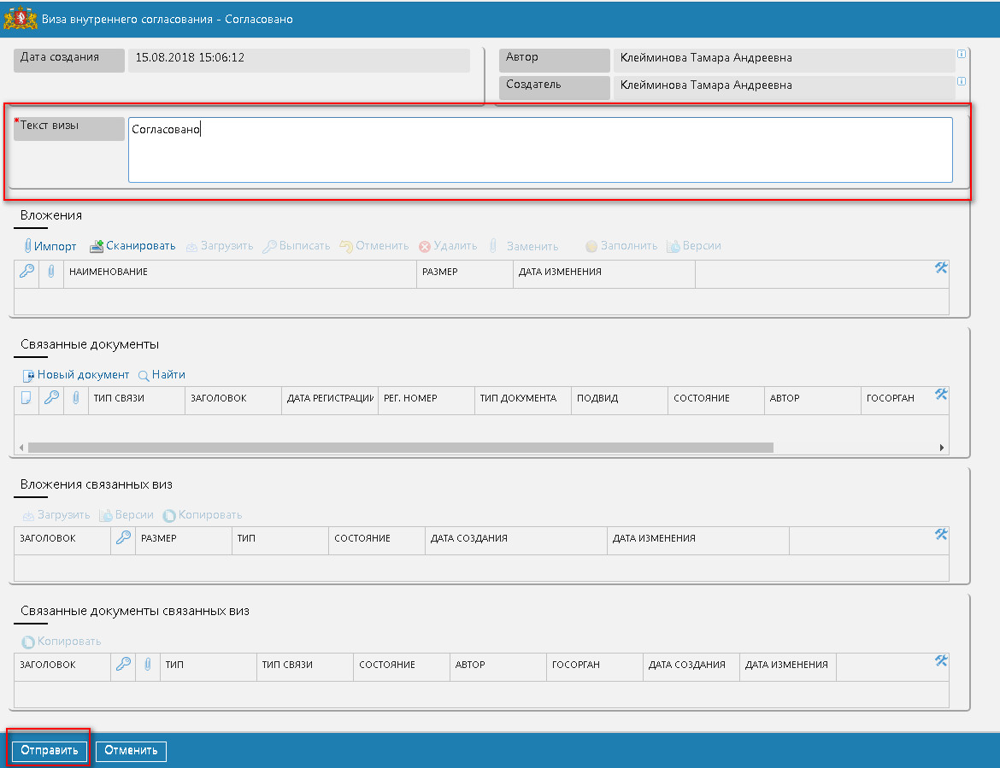 Виза внутреннего согласования - Согласовано
Дата создания 15.08.2018 15:06:12
Автор Клейминова Тамара Андреевна
Создатель Клейминова Тамара Андреевна
*Текст визы Согласовано
Вложения
Импорт Сканировать Загрузить Выписать Отменить Удалить Заменить Заполнить Версии
НАИМЕНОВАНИЕ РАЗМЕР ДАТА ИЗМЕНЕНИЯ
Связанные документы
Новый документ Найти
ТИП СВЯЗИ ЗАГОЛОВОК ДАТА РЕГИСТРАЦИИ РЕГ. НОМЕР ТИП ДОКУМЕНТА ПОДВИД СОСТОЯНИЕ АВТОР ГОСОРГАН
Вложения связанных виз
Загрузить Версии Копировать
ЗАГОЛОВОК РАЗМЕР ТИП СОСТОЯНИЕ ДАТА СОЗДАНИЯ ДАТА ИЗМЕНЕНИЯ
Связанные документы связанных виз
Копировать
ЗАГОЛОВОК ТИП ТИП СВЯЗИ СОСТОЯНИЕ АВТОР ГОСОРГАН ДАТА СОЗДАНИЯ ДАТА ИЗМЕНЕНИЯ
Отправить Отменить